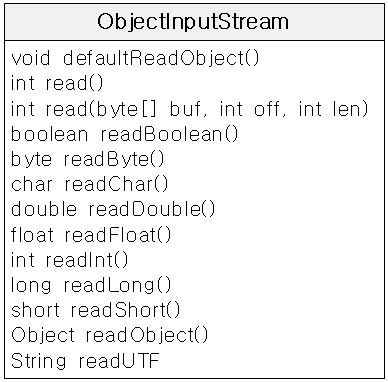 ObjectInputStream
void defaultReadObject()
int read()
int read(byte[] buf, int off, int len)
boolean readBoolean()
byte readByte()
char readChar()
double readDouble()
float readFloat()
int readInt()
long readLong()
short readShort()
Object readObject()
String readUTF